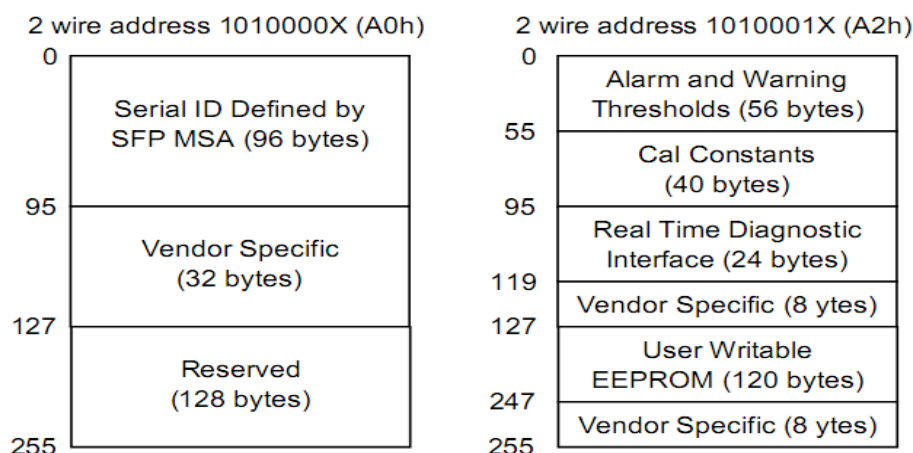 2 wire address 1010000X (A0h)
0
Serial ID Defined by
SFP MSA (96 bytes)
95
Vendor Specific
(32 bytes)
127
Reserved
(128 bytes)
255
2 wire address 1010001X (A2h)
0
Alarm and Warning
Thresholds (56 bytes)
55
Cal Constants
(40 bytes)
95
Real Time Diagnostic
Interface (24 bytes)
119
Vendor Specific (8 ytes)
127
User Writable
EEPROM (120 bytes)
247
Vendor Specific (8 ytes)
255